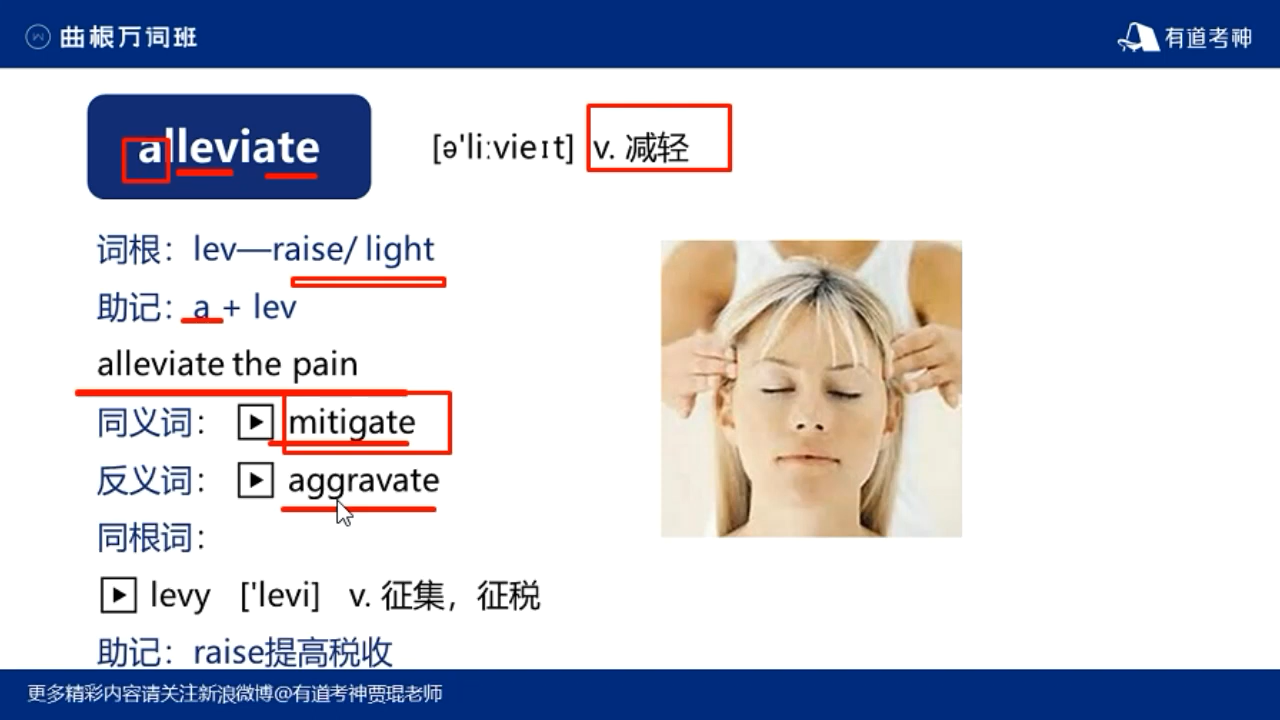 曲根万词班
有道考神
alleviate [ə'liːvieɪt] v. 减轻
词根：lev—raise/ light
助记：a + lev
alleviate the pain
同义词： mitigate
反义词： aggravate
同根词：
levy ['levi] v. 征集，征税
助记：raise提高税收
更多精彩内容请关注新浪微博@有道考神贾琨老师